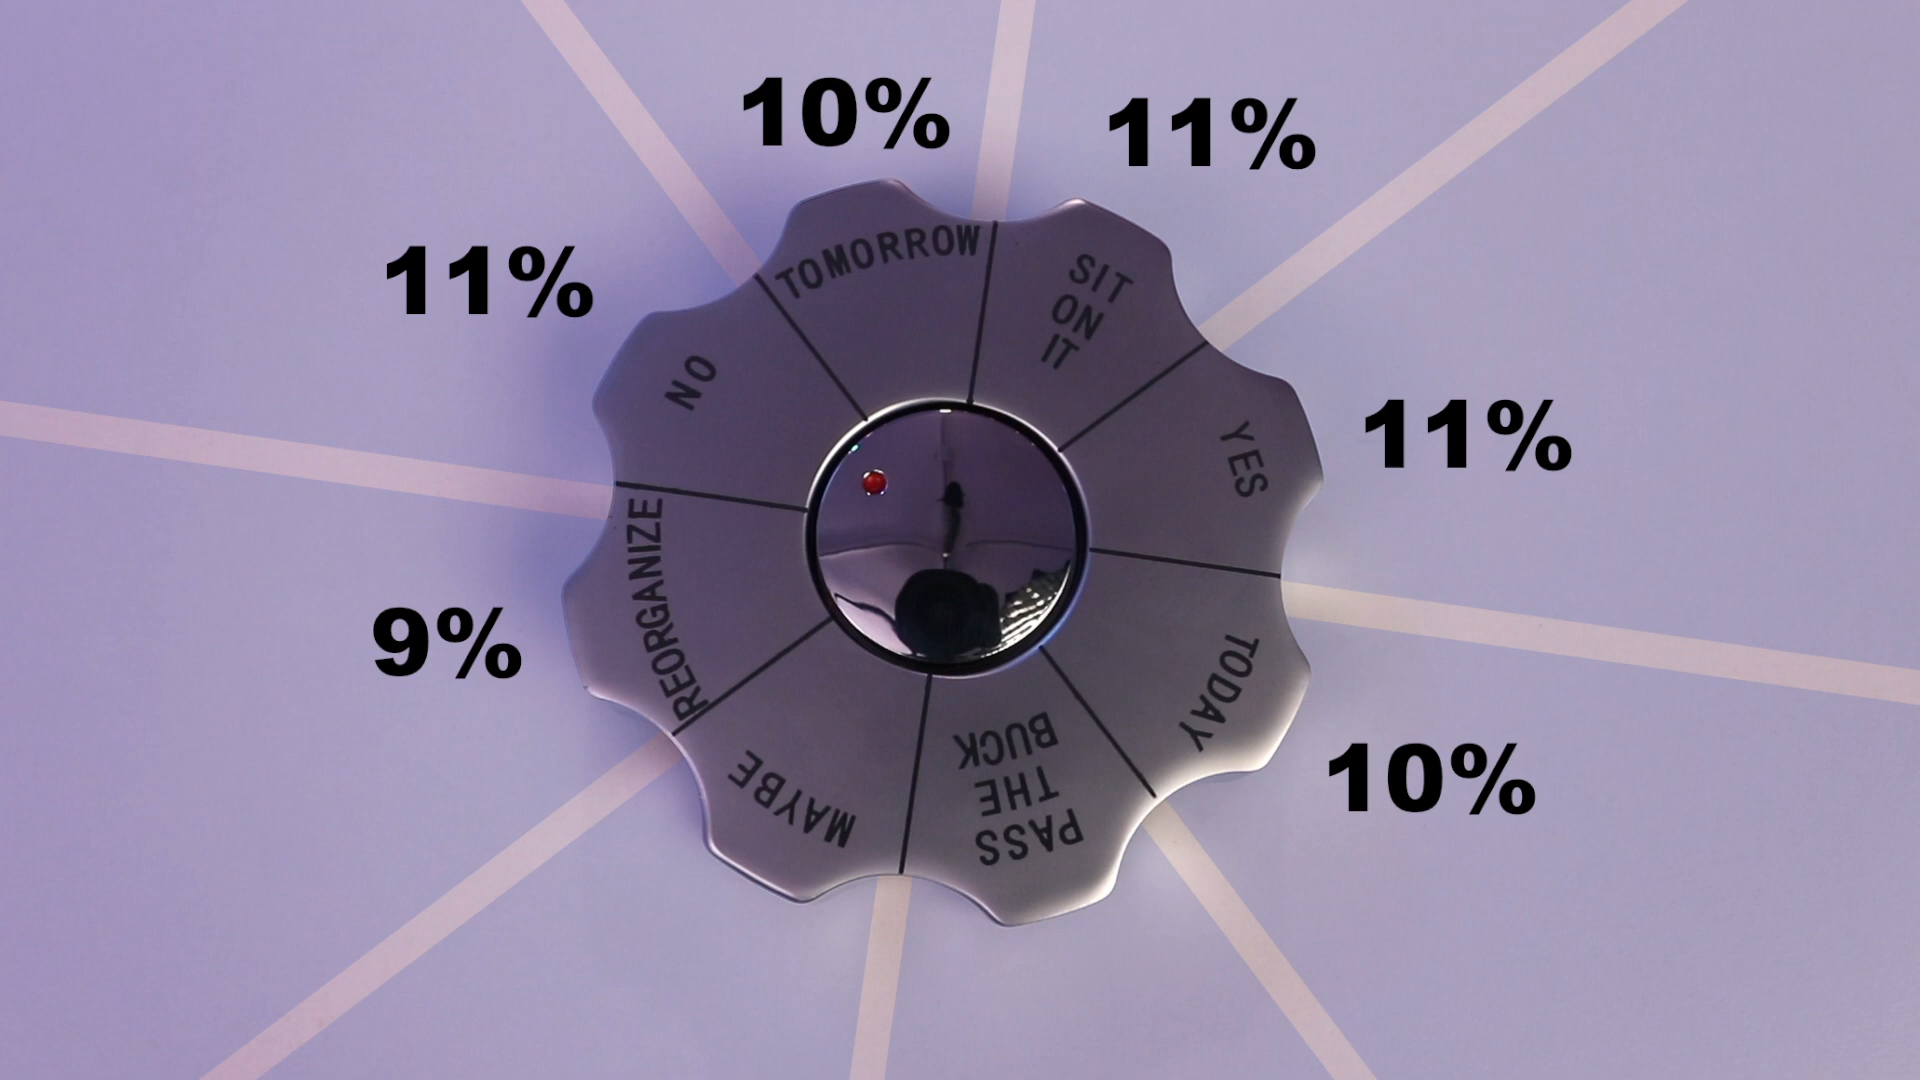 10%
11%
11%
TOMORROW
SIT
ON
IT
NO
YES
11%
REORGANIZE
9%
TODAY
10%
MAYBE
PASS
THE
BUCK